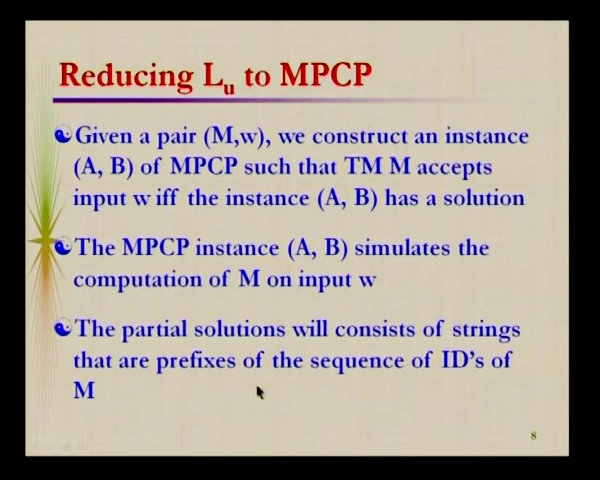 Reducing Lu to MPCP
Given a pair (M,w), we construct an instance
(A, B) of MPCP such that TM M accepts
input w iff the instance (A, B) has a solution
The MPCP instance (A, B) simulates the
computation of M on input w
The partial solutions will consists of strings
that are prefixes of the sequence of ID's of
M
8